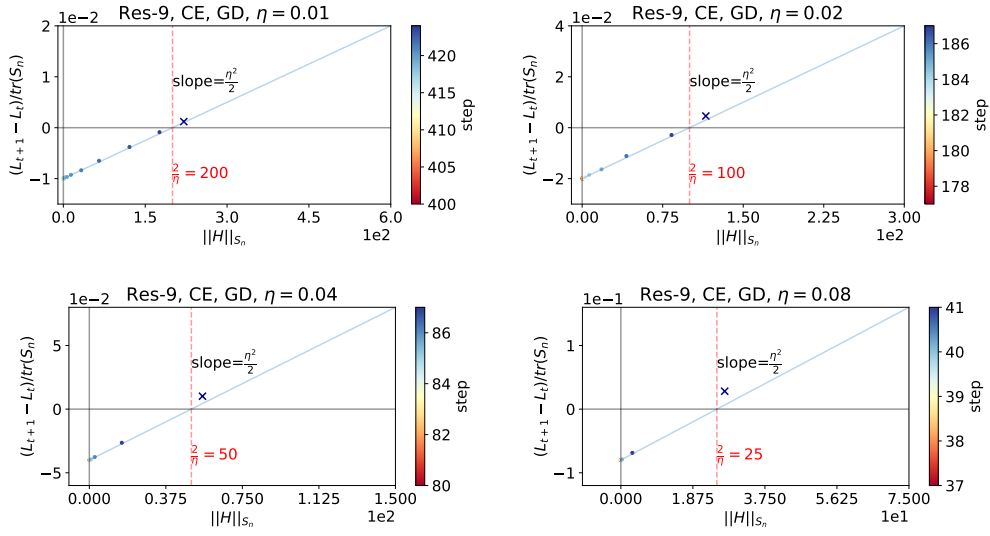 Res-9, CE, GD, η = 0.01
1e−2
(L_{t+1} − L_t)/tr(S_n)
2
1
0
−1
slope=η²/2
2/η = 200
0.0 1.5 3.0 4.5 6.0
1e2
||H||_{S_n}
420
415
410
405
400
step
Res-9, CE, GD, η = 0.02
1e−2
(L_{t+1} − L_t)/tr(S_n)
4
2
0
−2
slope=η²/2
2/η = 100
0.00 0.75 1.50 2.25 3.00
1e2
||H||_{S_n}
186
184
182
180
178
step
Res-9, CE, GD, η = 0.04
1e−2
(L_{t+1} − L_t)/tr(S_n)
5
0
−5
slope=η²/2
2/η = 50
0.000 0.375 0.750 1.125 1.500
1e2
||H||_{S_n}
86
84
82
80
step
Res-9, CE, GD, η = 0.08
1e−1
(L_{t+1} − L_t)/tr(S_n)
1
0
−1
slope=η²/2
2/η = 25
0.000 1.875 3.750 5.625 7.500
1e1
||H||_{S_n}
41
40
39
38
37
step